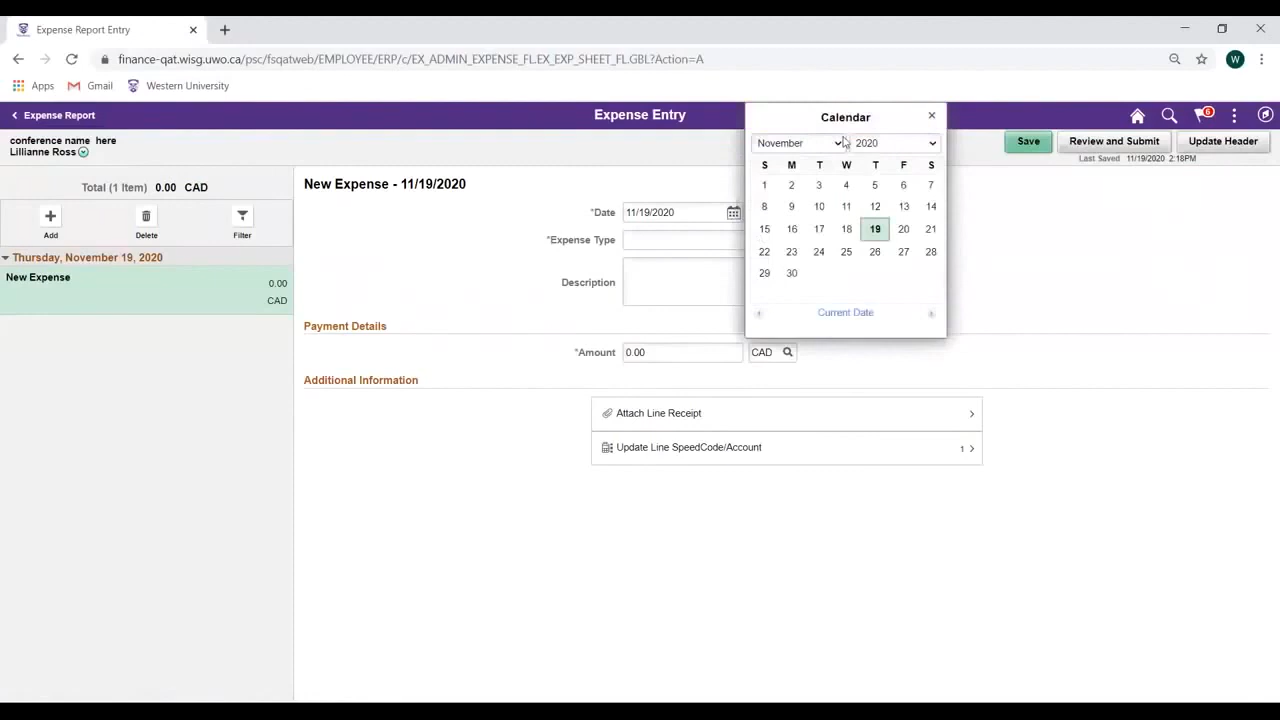 Expense Report Entry
finance-qat.wisg.uwo.ca/psc/fsqatweb/EMPLOYEE/ERP/c/EX_ADMIN_EXPENSE_FL.EX_EXP_SHEET_FL.GBL?Action=A
W
Apps
Gmail
Western University
Expense Report
Expense Entry
6
conference name here
Lillianne Ross
Save
Review and Submit
Update Header
Last Saved 11/19/2020 2:18PM
Calendar
November
2020
S M T W T F S
1 2 3 4 5 6 7
8 9 10 11 12 13 14
15 16 17 18 19 20 21
22 23 24 25 26 27 28
29 30
Current Date
Total (1 Item) 0.00 CAD
Add
Delete
Filter
Thursday, November 19, 2020
New Expense
0.00
CAD
New Expense - 11/19/2020
*Date 11/19/2020
*Expense Type
Description
Payment Details
*Amount 0.00 CAD
Additional Information
Attach Line Receipt
Update Line SpeedCode/Account 1